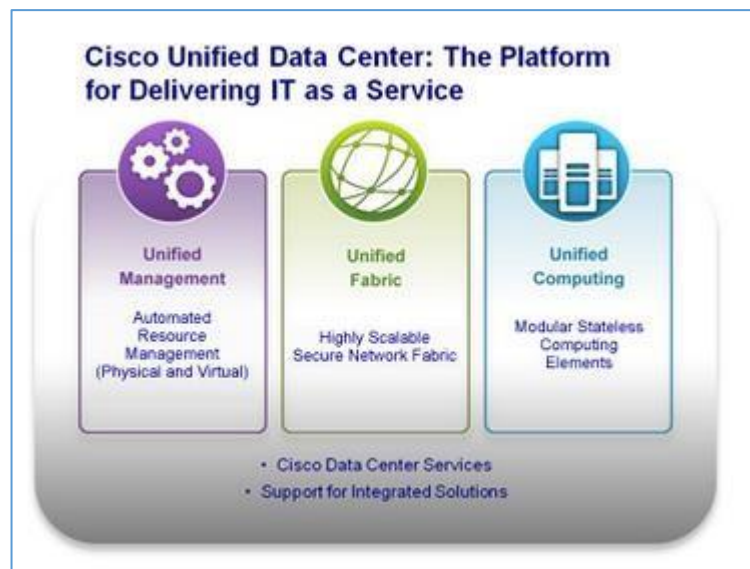 Cisco Unified Data Center: The Platform
for Delivering IT as a Service
Unified
Management
Automated
Resource
Management
(Physical and Virtual)
Unified
Fabric
Highly Scalable
Secure Network Fabric
Unified
Computing
Modular Stateless
Computing
Elements
• Cisco Data Center Services
• Support for Integrated Solutions